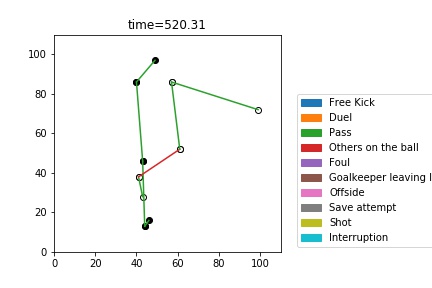 time=520.31
100
80
60
40
20
0
0 20 40 60 80 100
Free Kick
Duel
Pass
Others on the ball
Foul
Goalkeeper leaving l
Offside
Save attempt
Shot
Interruption